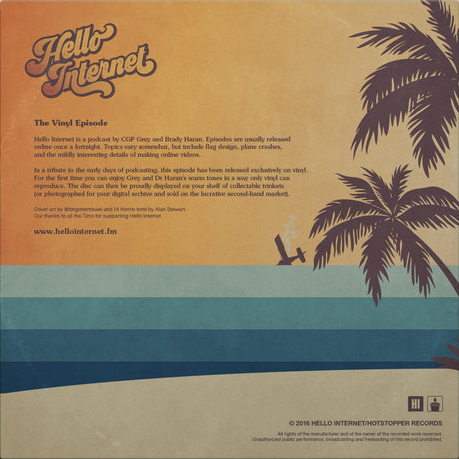 Hello
Internet
The Vinyl Episode
Hello Internet is a podcast by CGP Grey and Brady Haran. Episodes are usually released
online once a fortnight. Topics vary somewhat, but include flag design, plane crashes,
and the mildly interesting details of making online videos.
In a tribute to the early days of podcasting, this episode has been released exclusively on vinyl.
For the first time you can enjoy Grey and Dr Haran's warm tones in a way only vinyl can
reproduce. The disc can then be proudly displayed on your shelf of collectable trinkets
(or photographed for your digital archive and sold on the lucrative second-hand market).
Cover art by and HI theme tone by Alan Stewart.
Our thanks to all the Tims for supporting Hello Internet.
www.hellointernet.fm
HI
© 2016 HELLO INTERNET/HOTSTOPPER RECORDS
All rights of the manufacturer and of the owner of the recorded work reserved.
Unauthorized public performance, broadcasting and freebooting of this record prohibited.